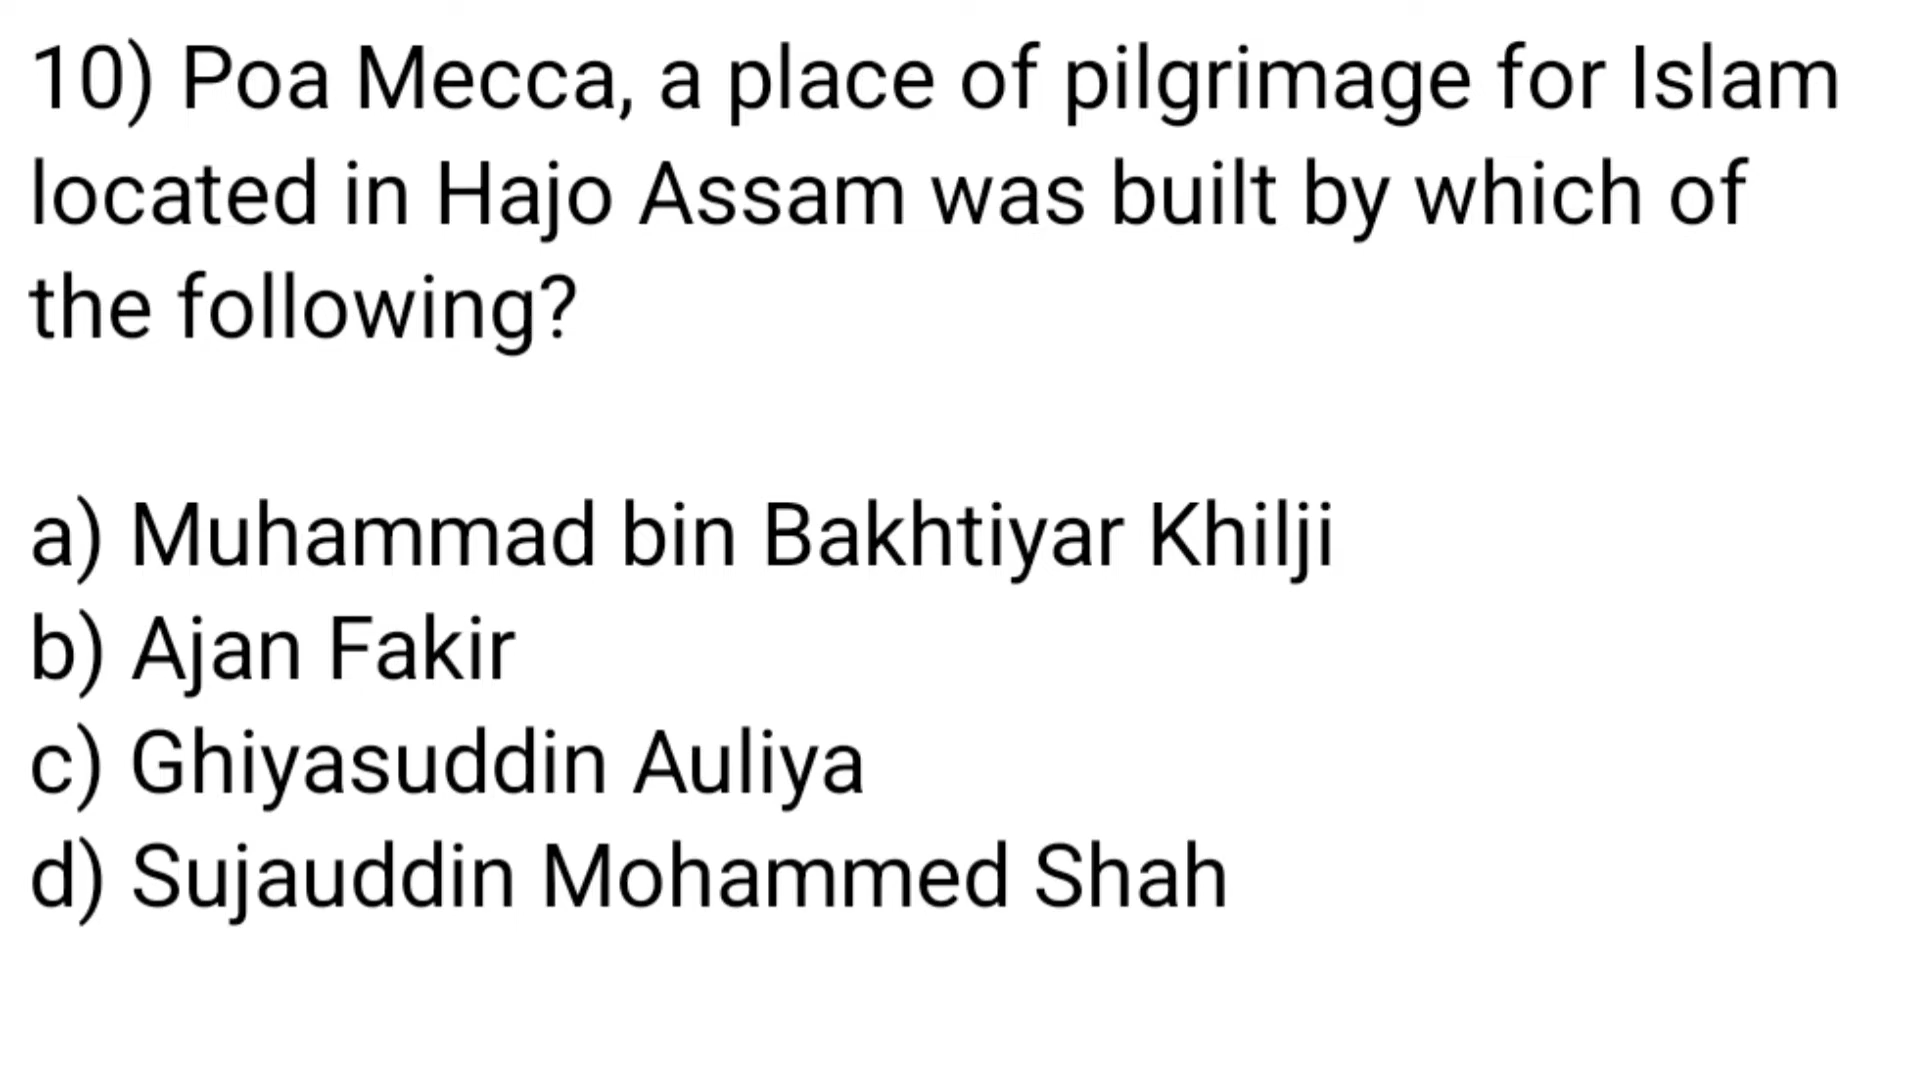 10) Poa Mecca, a place of pilgrimage for Islam
located in Hajo Assam was built by which of
the following?
a) Muhammad bin Bakhtiyar Khilji
b) Ajan Fakir
c) Ghiyasuddin Auliya
d) Sujauddin Mohammed Shah